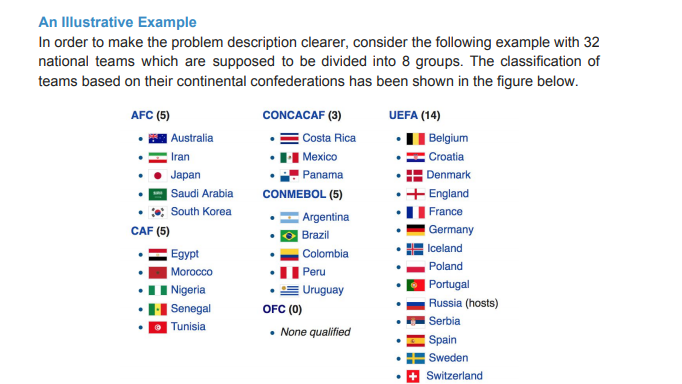 An Illustrative Example
In order to make the problem description clearer, consider the following example with 32
national teams which are supposed to be divided into 8 groups. The classification of
teams based on their continental confederations has been shown in the figure below.
AFC (5)
• Australia
• Iran
• Japan
• Saudi Arabia
• South Korea
CAF (5)
• Egypt
• Morocco
• Nigeria
• Senegal
• Tunisia
CONCACAF (3)
• Costa Rica
• Mexico
• Panama
CONMEBOL (5)
• Argentina
• Brazil
• Colombia
• Peru
• Uruguay
OFC (0)
• None qualified
UEFA (14)
• Belgium
• Croatia
• Denmark
• England
• France
• Germany
• Iceland
• Poland
• Portugal
• Russia (hosts)
• Serbia
• Spain
• Sweden
• Switzerland